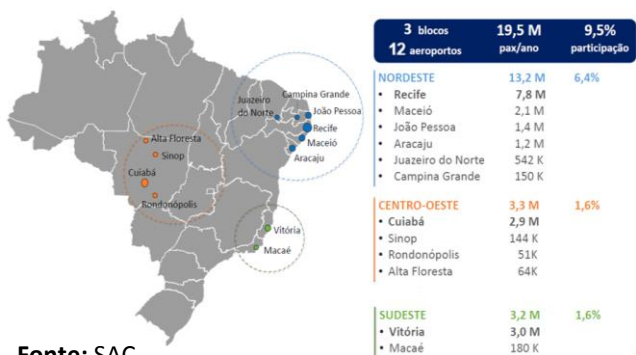 Campina Grande
Juazeiro
do Norte
João Pessoa
Recife
Maceió
Aracaju
Alta Floresta
Sinop
Cuiabá
Rondonópolis
Vitória
Macaé
Fonte: SAC
3 blocos 19,5 M 9,5%
12 aeroportos pax/ano participação
NORDESTE 13,2 M 6,4%
• Recife 7,8 M
• Maceió 2,1 M
• João Pessoa 1,4 M
• Aracaju 1,2 M
• Juazeiro do Norte 542 K
• Campina Grande 150 K
CENTRO-OESTE 3,3 M 1,6%
• Cuiabá 2,9 M
• Sinop 144 K
• Rondonópolis 51K
• Alta Floresta 64K
SUDESTE 3,2 M 1,6%
• Vitória 3,0 M
• Macaé 180 K